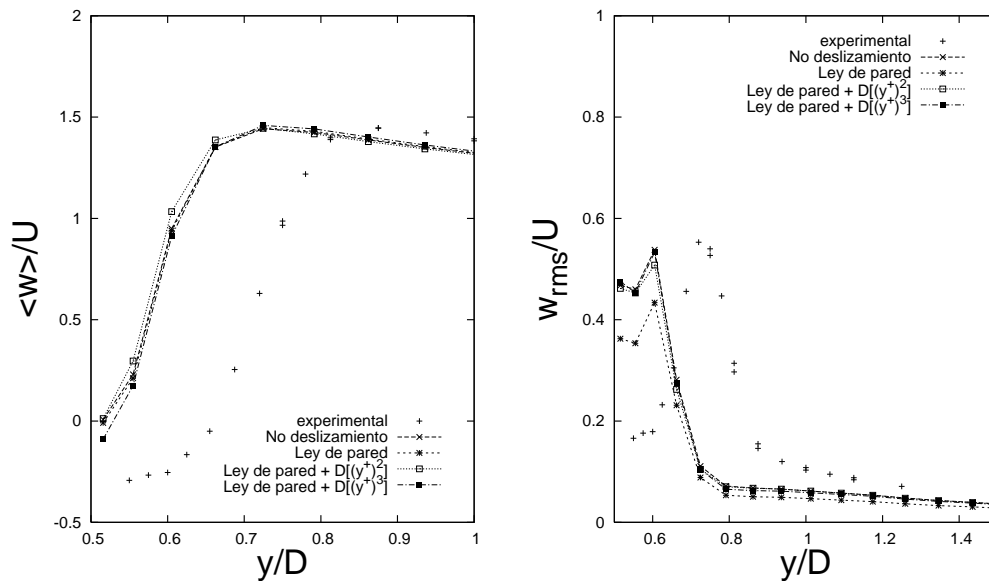 2
1.5
1
0.5
0
-0.5
<w>/U
0.5
0.6
0.7
0.8
0.9
1
y/D
experimental
No deslizamiento
Ley de pared
Ley de pared + D[(y⁺)²]
Ley de pared + D[(y⁺)³]
1
0.8
0.6
0.4
0.2
0
w_rms/U
0.6
0.8
1
1.2
1.4
y/D
experimental
No deslizamiento
Ley de pared
Ley de pared + D[(y⁺)²]
Ley de pared + D[(y⁺)³]